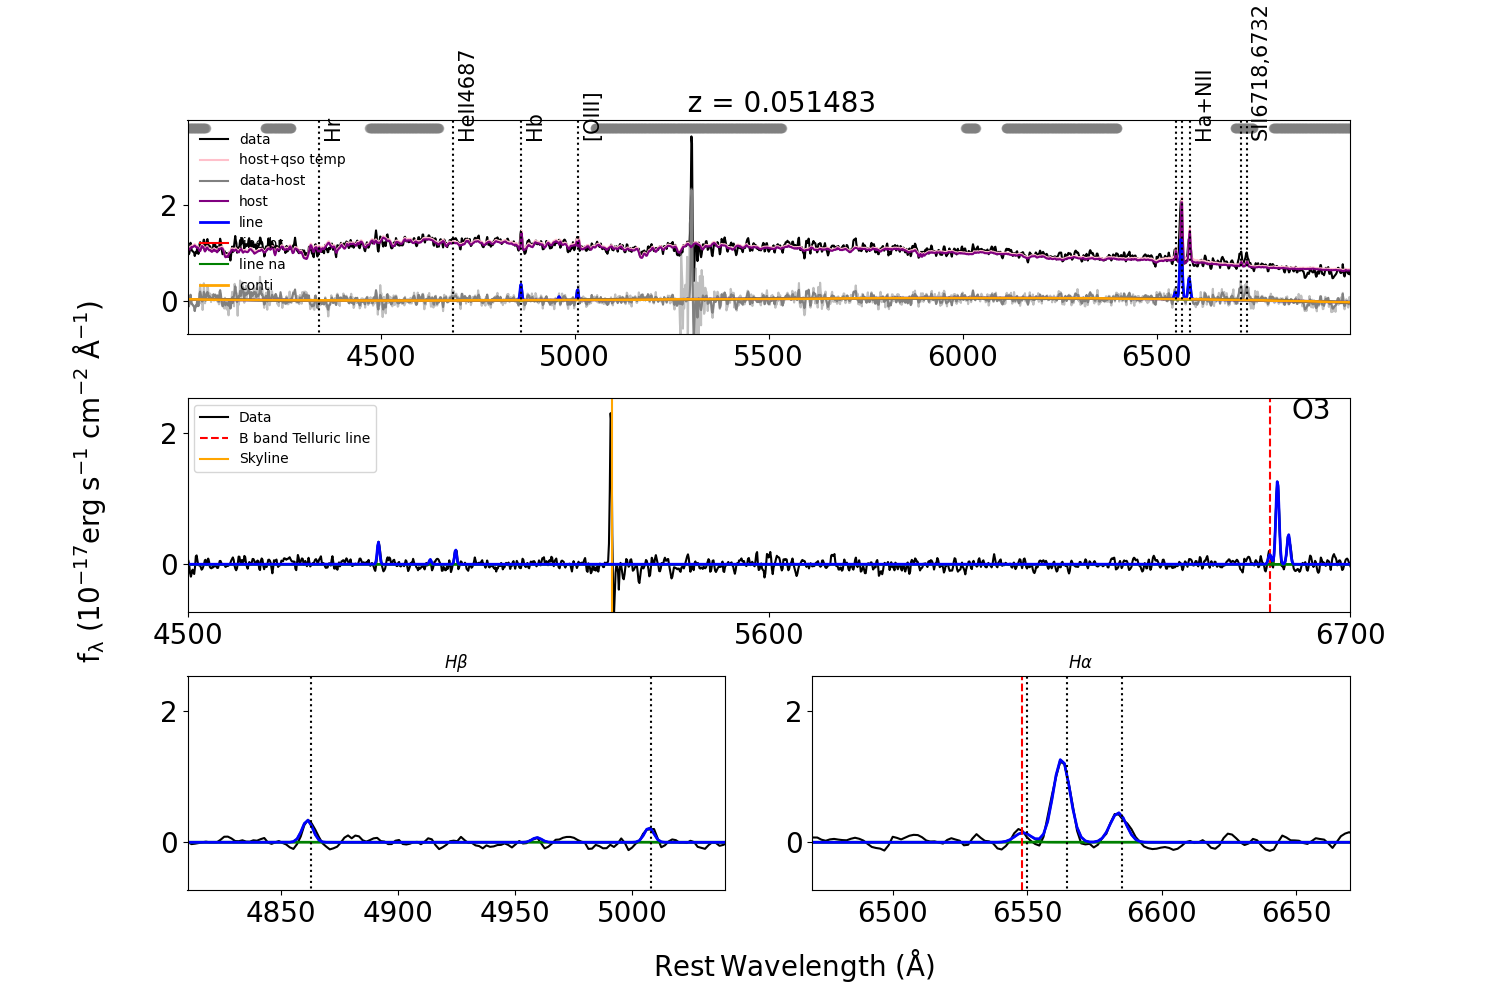 z = 0.051483
Hr
HeII4687
Hb
[OIII]
Ha+NII
SII6718,6732
data
host+qso temp
data-host
host
line
line na
conti
2
0
4500 5000 5500 6000 6500
fλ (10−17erg s−1 cm−2 Å−1)
O3
Data
B band Telluric line
Skyline
2
0
4500 5600 6700
Hβ
2
0
4850 4900 4950 5000
Hα
2
0
6500 6550 6600 6650
Rest Wavelength (Å)